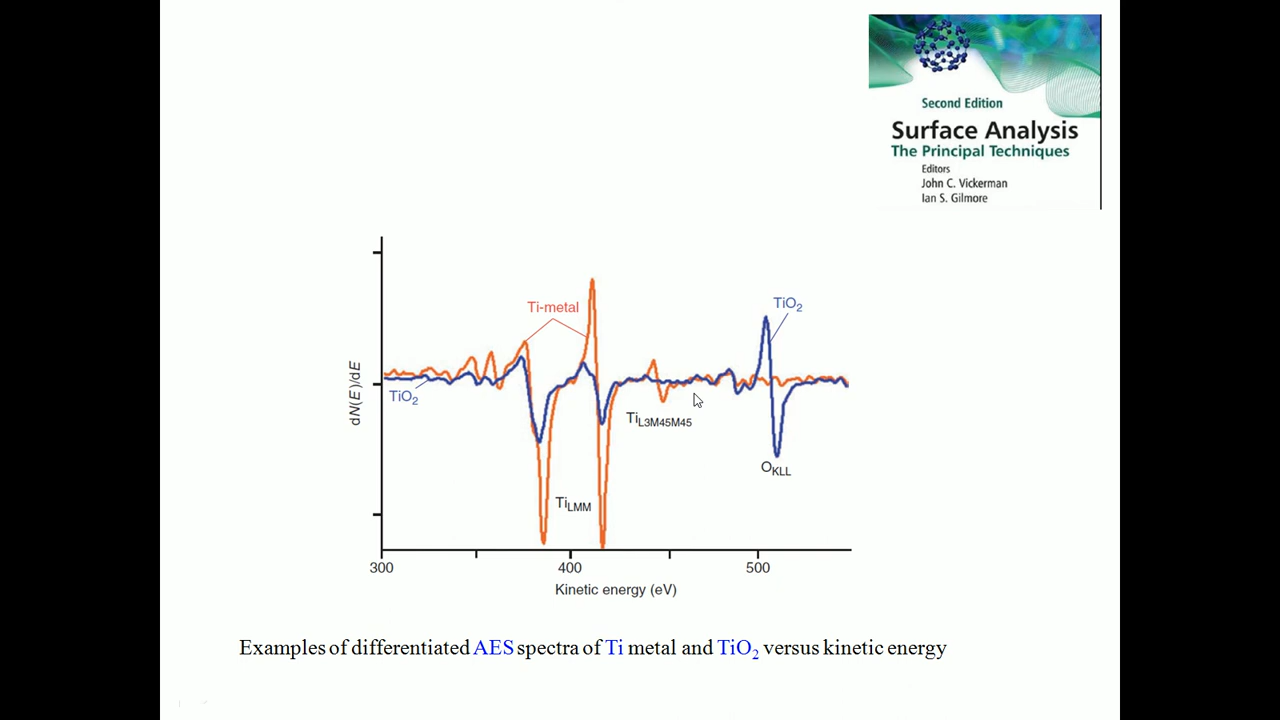 Second Edition
Surface Analysis
The Principal Techniques
Editors
John C. Vickerman
Ian S. Gilmore
Ti-metal
TiO2
TiO2
dN(E)/dE
TiL3M45M45
OKLL
TiLMM
300 400 500
Kinetic energy (eV)
Examples of differentiated AES spectra of Ti metal and TiO2 versus kinetic energy